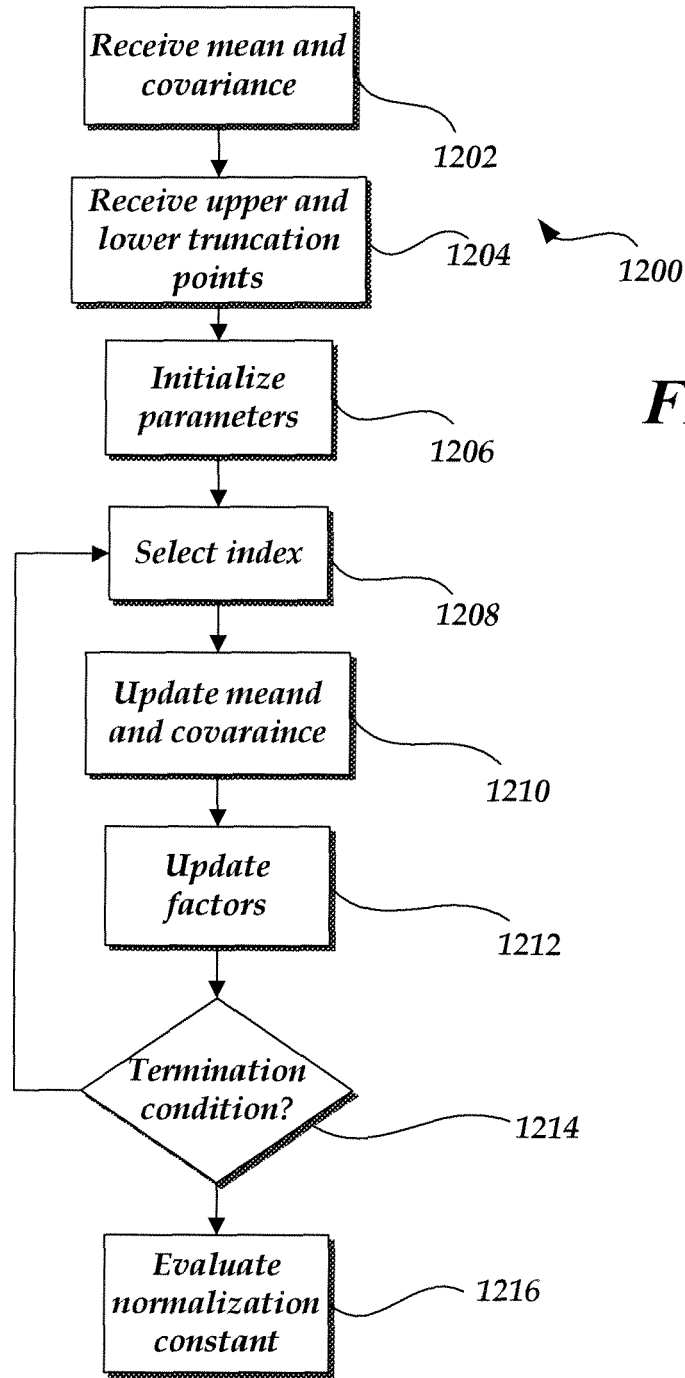 Receive mean and
covariance
1202
Receive upper and
lower truncation
points
1204
1200
Initialize
parameters
1206
Select index
1208
Update meand
and covaraince
1210
Update
factors
1212
Termination
condition?
1214
Evaluate
normalization
constant
1216